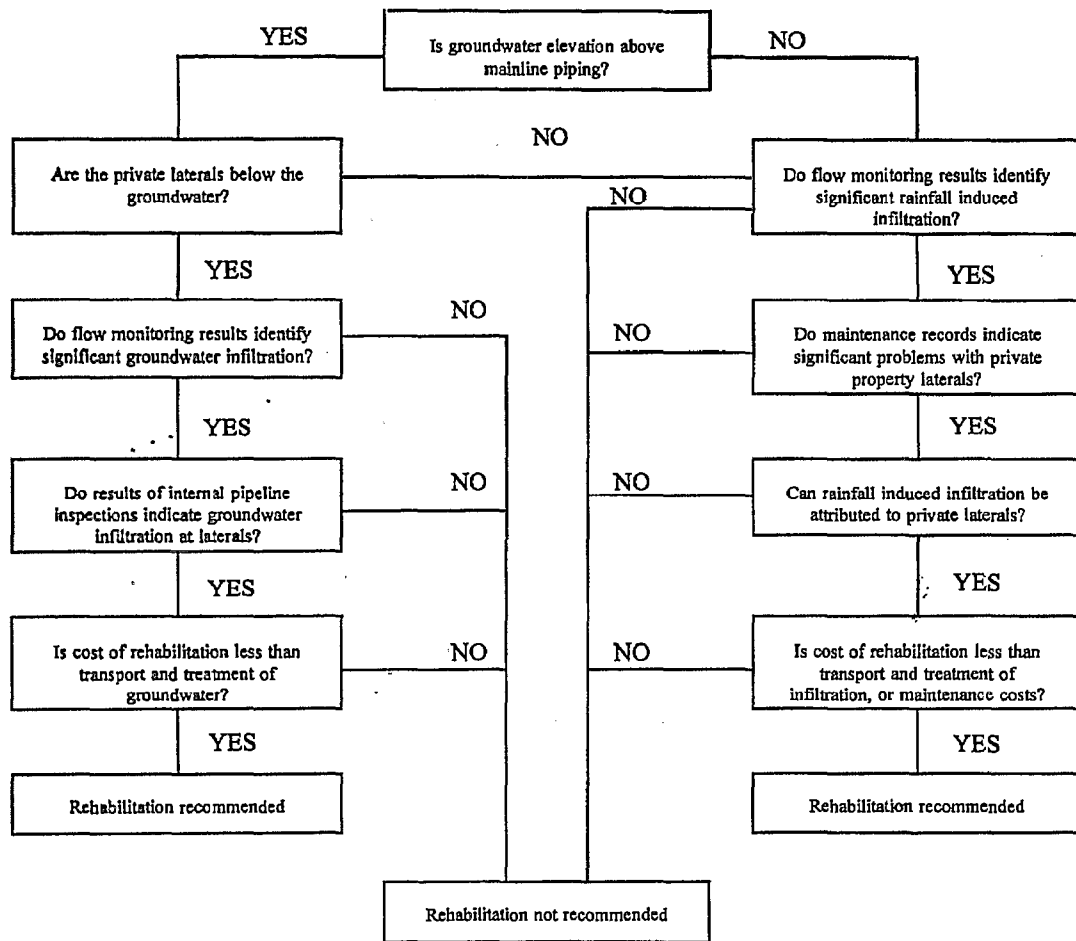 YES
Is groundwater elevation above
mainline piping?
NO
Are the private laterals below the
groundwater?
NO
Do flow monitoring results identify
significant rainfall induced
infiltration?
NO
YES
YES
Do flow monitoring results identify
significant groundwater infiltration?
NO
NO
Do maintenance records indicate
significant problems with private
property laterals?
YES
YES
Do results of internal pipeline
inspections indicate groundwater
infiltration at laterals?
NO
NO
Can rainfall induced infiltration be
attributed to private laterals?
YES
YES
Is cost of rehabilitation less than
transport and treatment of
groundwater?
NO
NO
Is cost of rehabilitation less than
transport and treatment of
infiltration, or maintenance costs?
YES
YES
Rehabilitation recommended
Rehabilitation recommended
Rehabilitation not recommended